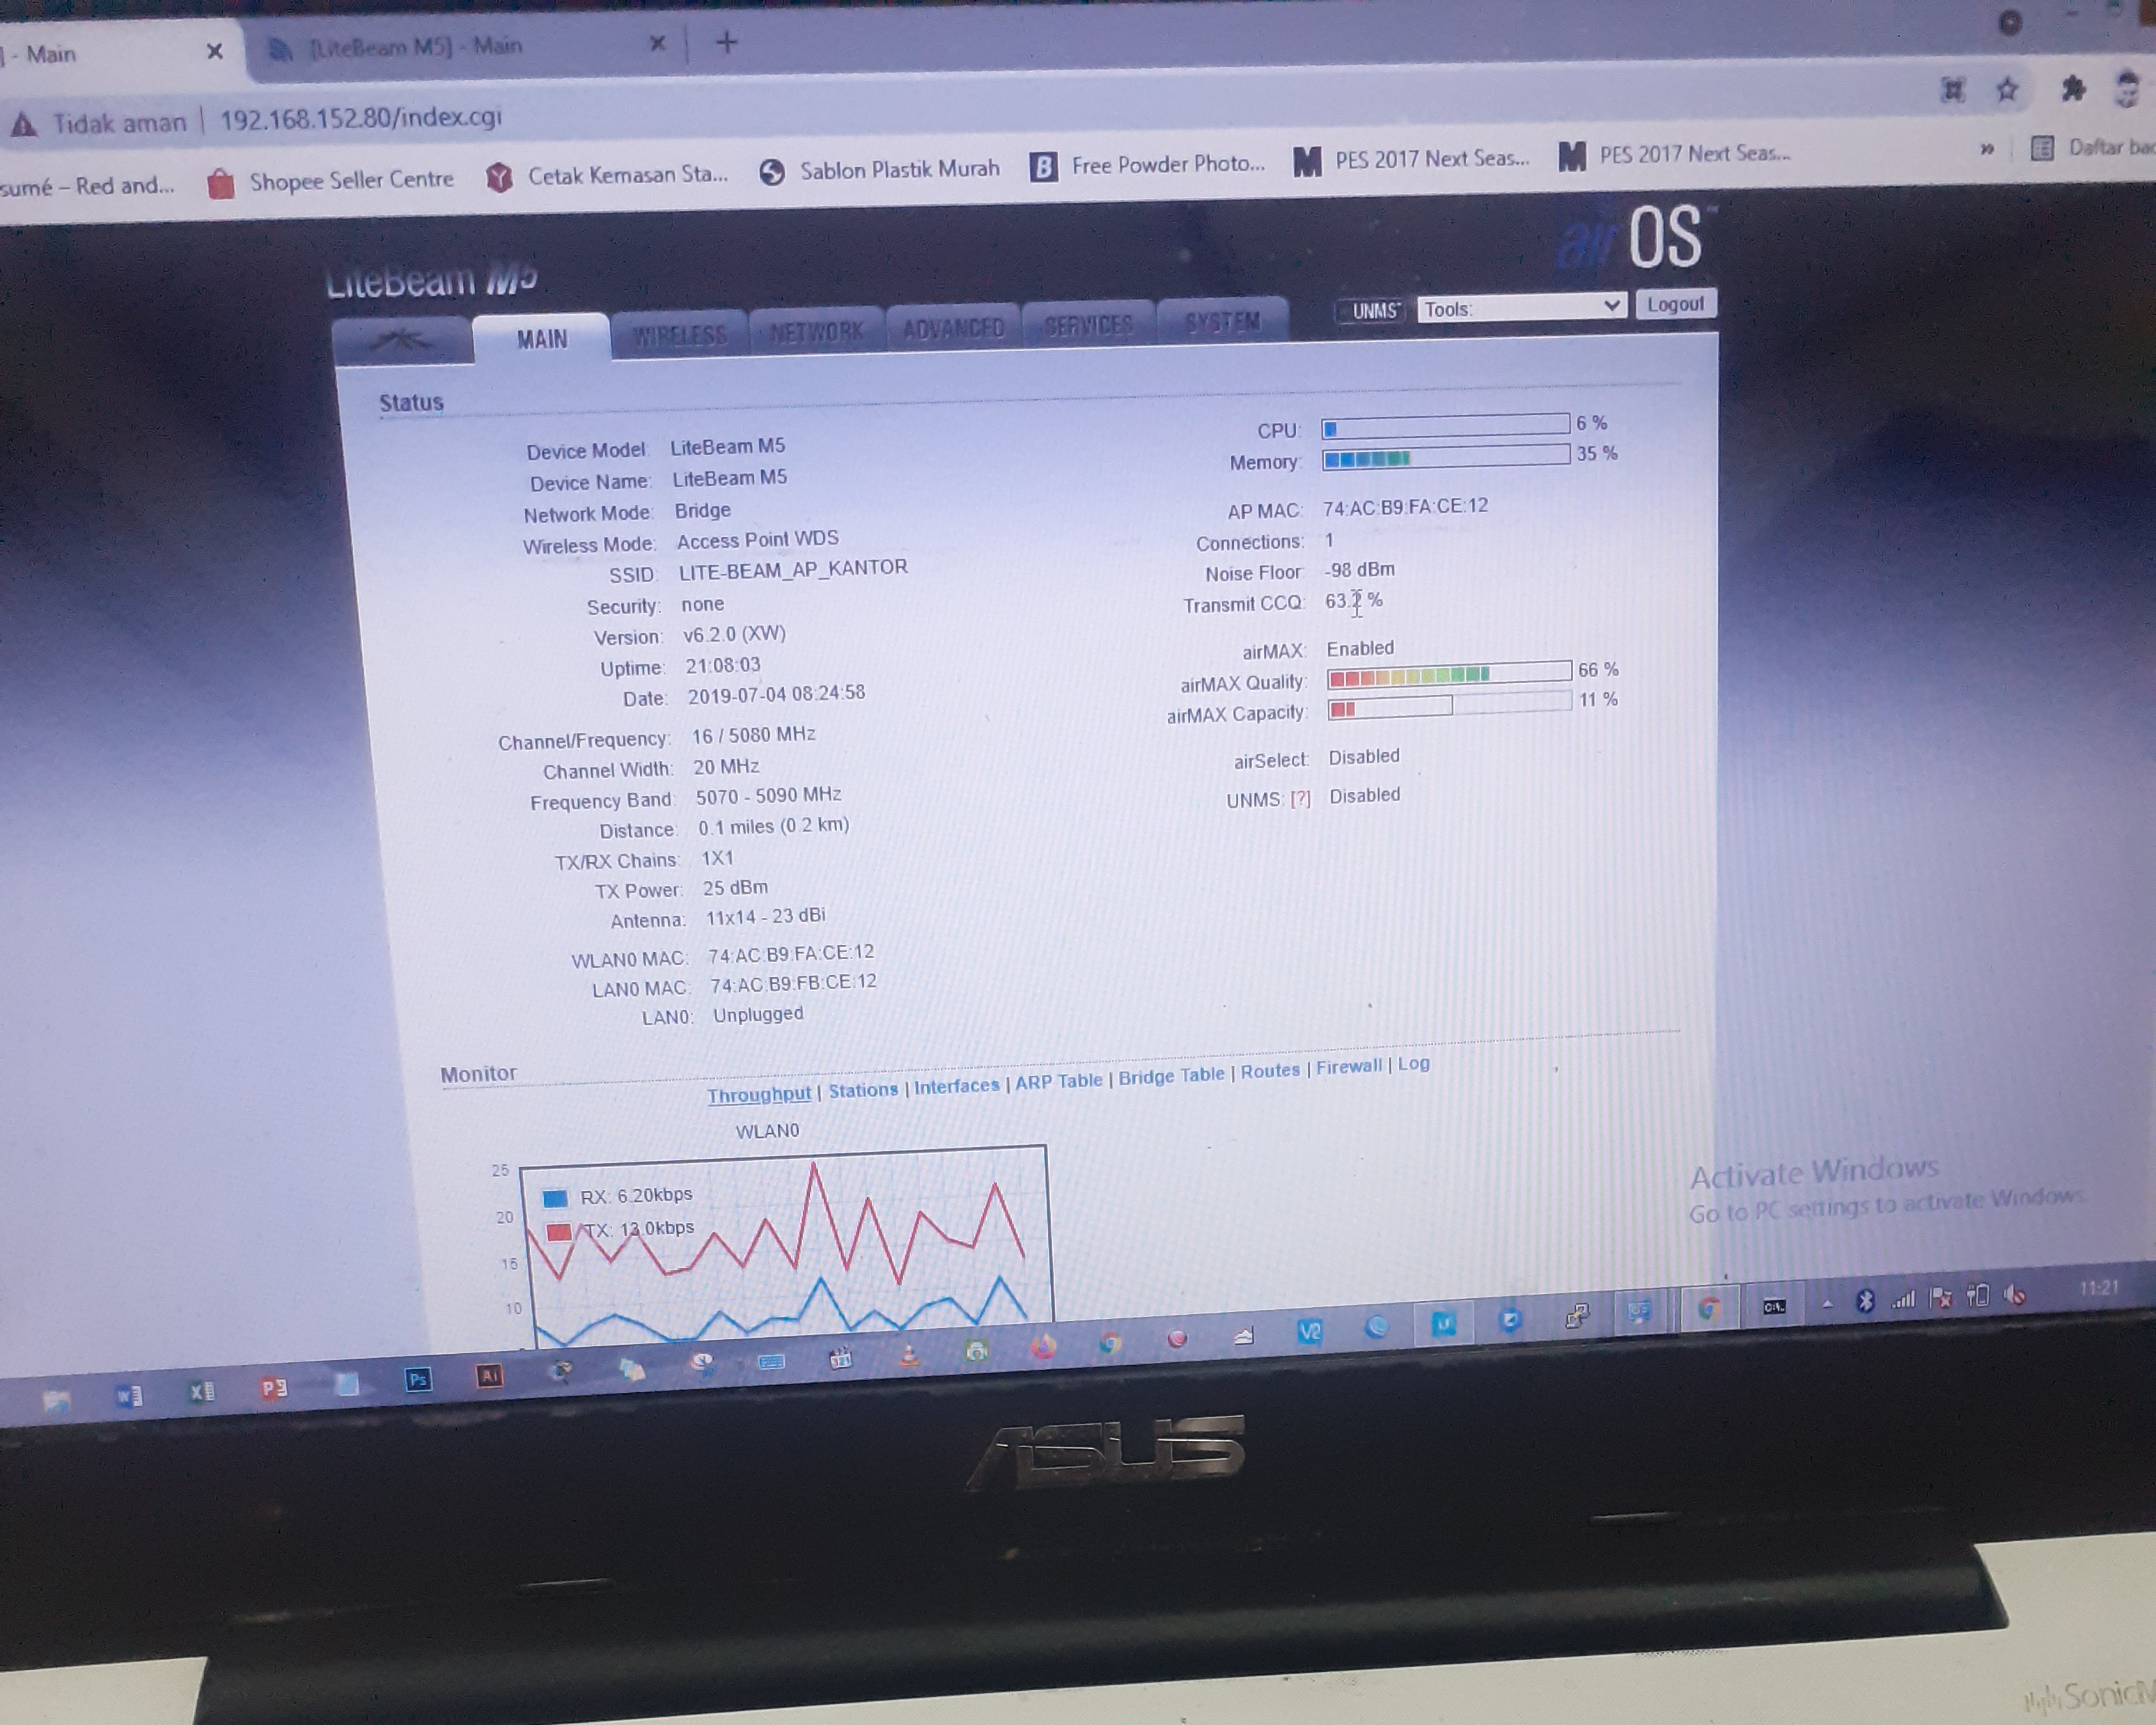 ] - Main
[LiteBeam M5] - Main
Tidak aman | 192.168.152.80/index.cgi
sumé – Red and...
Shopee Seller Centre
Cetak Kemasan Sta...
Sablon Plastik Murah
B Free Powder Photo...
M PES 2017 Next Seas...
M PES 2017 Next Seas...
»
Daftar bac
LiteBeam M5
airOS™
MAIN WIRELESS NETWORK ADVANCED SERVICES SYSTEM
UNMS™ Tools: Logout
Status
Device Model: LiteBeam M5
Device Name: LiteBeam M5
Network Mode: Bridge
Wireless Mode: Access Point WDS
SSID: LITE-BEAM_AP_KANTOR
Security: none
Version: v6.2.0 (XW)
Uptime: 21:08:03
Date: 2019-07-04 08:24:58
Channel/Frequency: 16 / 5080 MHz
Channel Width: 20 MHz
Frequency Band: 5070 - 5090 MHz
Distance: 0.1 miles (0.2 km)
TX/RX Chains: 1X1
TX Power: 25 dBm
Antenna: 11x14 - 23 dBi
WLAN0 MAC: 74:AC:B9:FA:CE:12
LAN0 MAC: 74:AC:B9:FB:CE:12
LAN0: Unplugged
CPU: 6 %
Memory: 35 %
AP MAC: 74:AC:B9:FA:CE:12
Connections: 1
Noise Floor: -98 dBm
Transmit CCQ: %
airMAX: Enabled
airMAX Quality: 66 %
airMAX Capacity: 11 %
airSelect: Disabled
UNMS: [?] Disabled
Monitor
Throughput | Stations | Interfaces | ARP Table | Bridge Table | Routes | Firewall | Log
WLAN0
25
20
15
10
RX: 6.20kbps
TX: 13.0kbps
Activate Windows
Go to PC settings to activate Windows.
11:21
Ps
Ai
321
V2
ASUS
SonicM